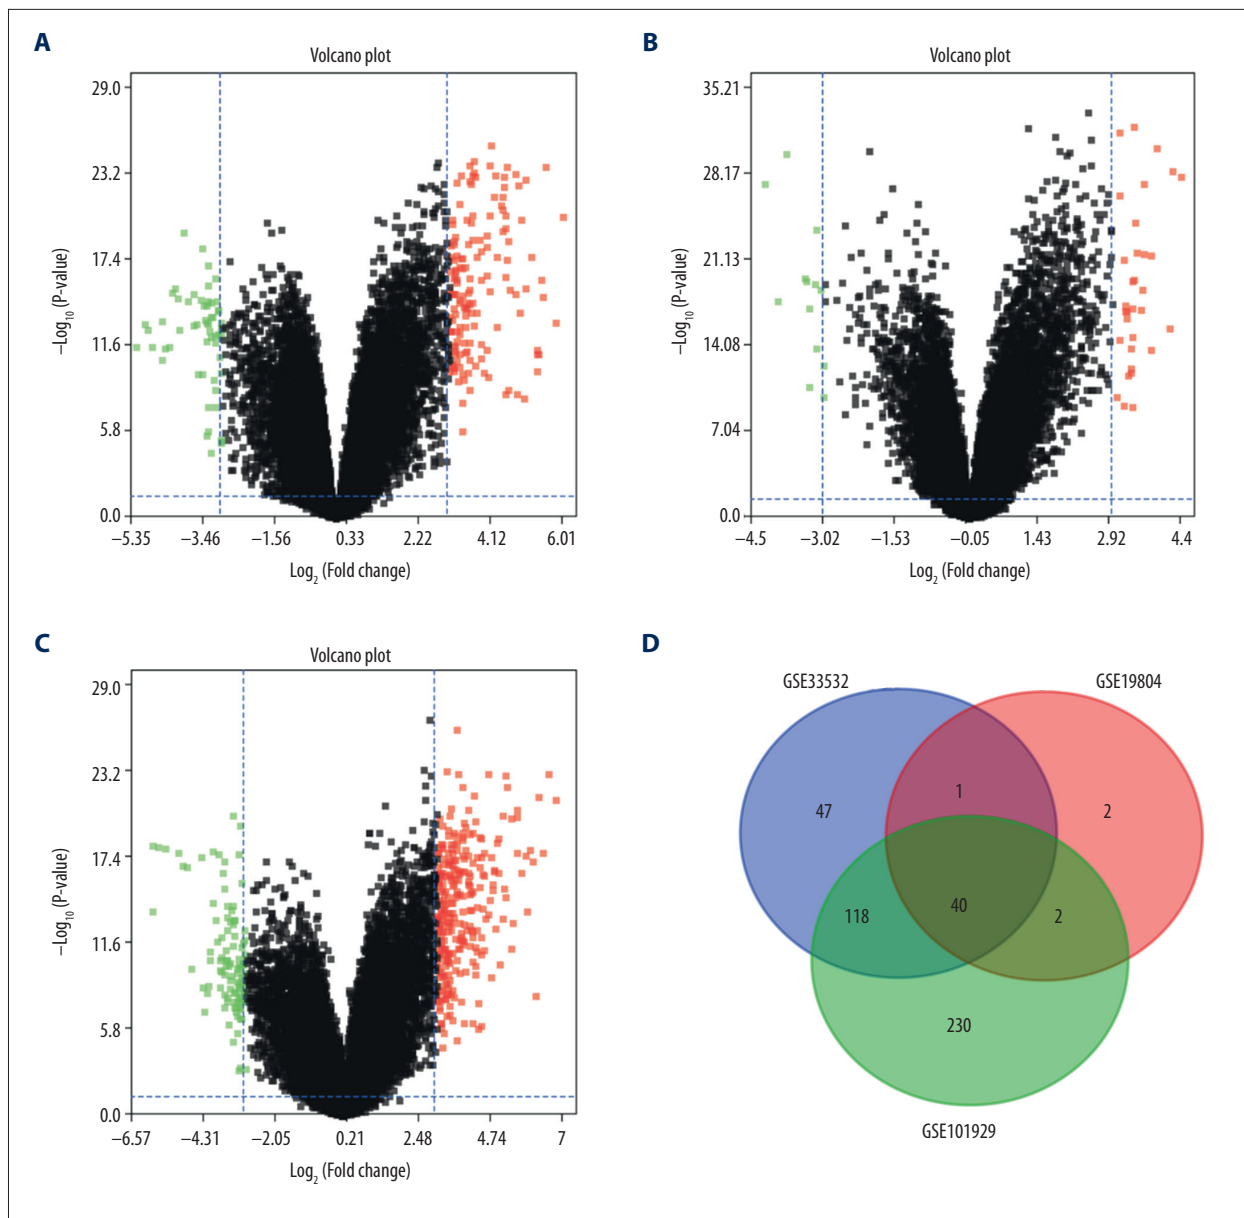 A
Volcano plot
29.0
23.2
17.4
11.6
5.8
0.0
−Log10 (P-value)
−5.35 −3.46 −1.56 0.33 2.22 4.12 6.01
Log2 (Fold change)
B
Volcano plot
35.21
28.17
21.13
14.08
7.04
0.0
−Log10 (P-value)
−4.5 −3.02 −1.53 −0.05 1.43 2.92 4.4
Log2 (Fold change)
C
Volcano plot
29.0
23.2
17.4
11.6
5.8
0.0
−Log10 (P-value)
−6.57 −4.31 −2.05 0.21 2.48 4.74 7
Log2 (Fold change)
D
GSE33532 GSE19804
1
47 2
118 40 2
230
GSE101929